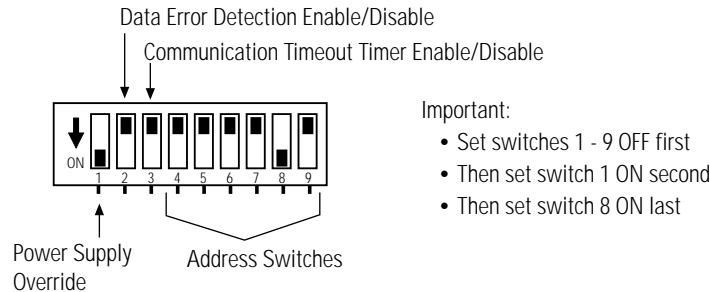 Data Error Detection Enable/Disable
Communication Timeout Timer Enable/Disable
Important:
• Set switches 1 - 9 OFF first
• Then set switch 1 ON second
• Then set switch 8 ON last
ON
1 2 3 4 5 6 7 8 9
Power Supply
Override
Address Switches